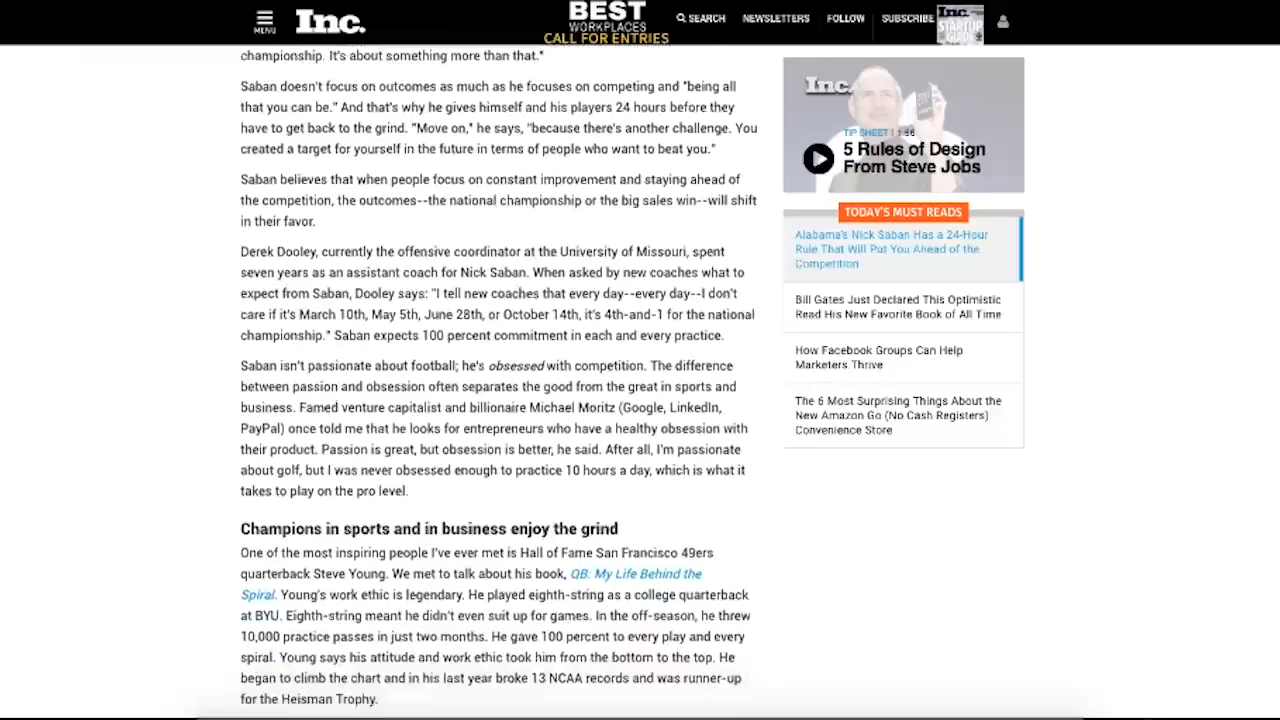 MENU
Inc.
BEST
WORKPLACES
CALL FOR ENTRIES
SEARCH
NEWSLETTERS
FOLLOW
SUBSCRIBE
Inc.
STARTUP
GUIDE
championship. It's about something more than that."
Saban doesn't focus on outcomes as much as he focuses on competing and "being all
that you can be." And that's why he gives himself and his players 24 hours before they
have to get back to the grind. "Move on," he says, "because there's another challenge. You
created a target for yourself in the future in terms of people who want to beat you."
Saban believes that when people focus on constant improvement and staying ahead of
the competition, the outcomes--the national championship or the big sales win--will shift
in their favor.
Derek Dooley, currently the offensive coordinator at the University of Missouri, spent
seven years as an assistant coach for Nick Saban. When asked by new coaches what to
expect from Saban, Dooley says: "I tell new coaches that every day--every day--I don't
care if it's March 10th, May 5th, June 28th, or October 14th, it's 4th-and-1 for the national
championship." Saban expects 100 percent commitment in each and every practice.
Saban isn't passionate about football; he's obsessed with competition. The difference
between passion and obsession often separates the good from the great in sports and
business. Famed venture capitalist and billionaire Michael Moritz (Google, LinkedIn,
PayPal) once told me that he looks for entrepreneurs who have a healthy obsession with
their product. Passion is great, but obsession is better, he said. After all, I'm passionate
about golf, but I was never obsessed enough to practice 10 hours a day, which is what it
takes to play on the pro level.
Champions in sports and in business enjoy the grind
One of the most inspiring people I've ever met is Hall of Fame San Francisco 49ers
quarterback Steve Young. We met to talk about his book, QB: My Life Behind the
Spiral. Young's work ethic is legendary. He played eighth-string as a college quarterback
at BYU. Eighth-string meant he didn't even suit up for games. In the off-season, he threw
10,000 practice passes in just two months. He gave 100 percent to every play and every
spiral. Young says his attitude and work ethic took him from the bottom to the top. He
began to climb the chart and in his last year broke 13 NCAA records and was runner-up
for the Heisman Trophy.
Inc.
TIP SHEET |
5 Rules of Design
From Steve Jobs
TODAY'S MUST READS
Alabama's Nick Saban Has a 24-Hour
Rule That Will Put You Ahead of the
Competition
Bill Gates Just Declared This Optimistic
Read His New Favorite Book of All Time
How Facebook Groups Can Help
Marketers Thrive
The 6 Most Surprising Things About the
New Amazon Go (No Cash Registers)
Convenience Store